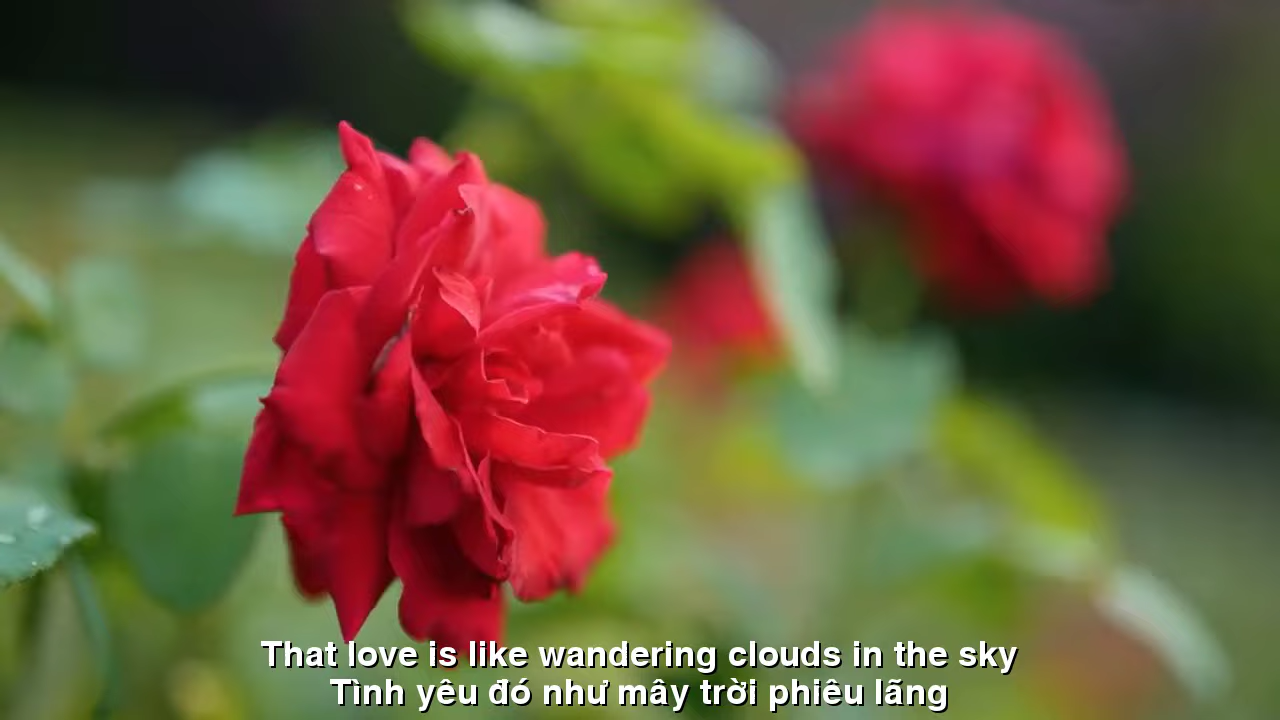 That love is like wandering clouds in the sky
Tình yêu đó như mây trời phiêu lãng